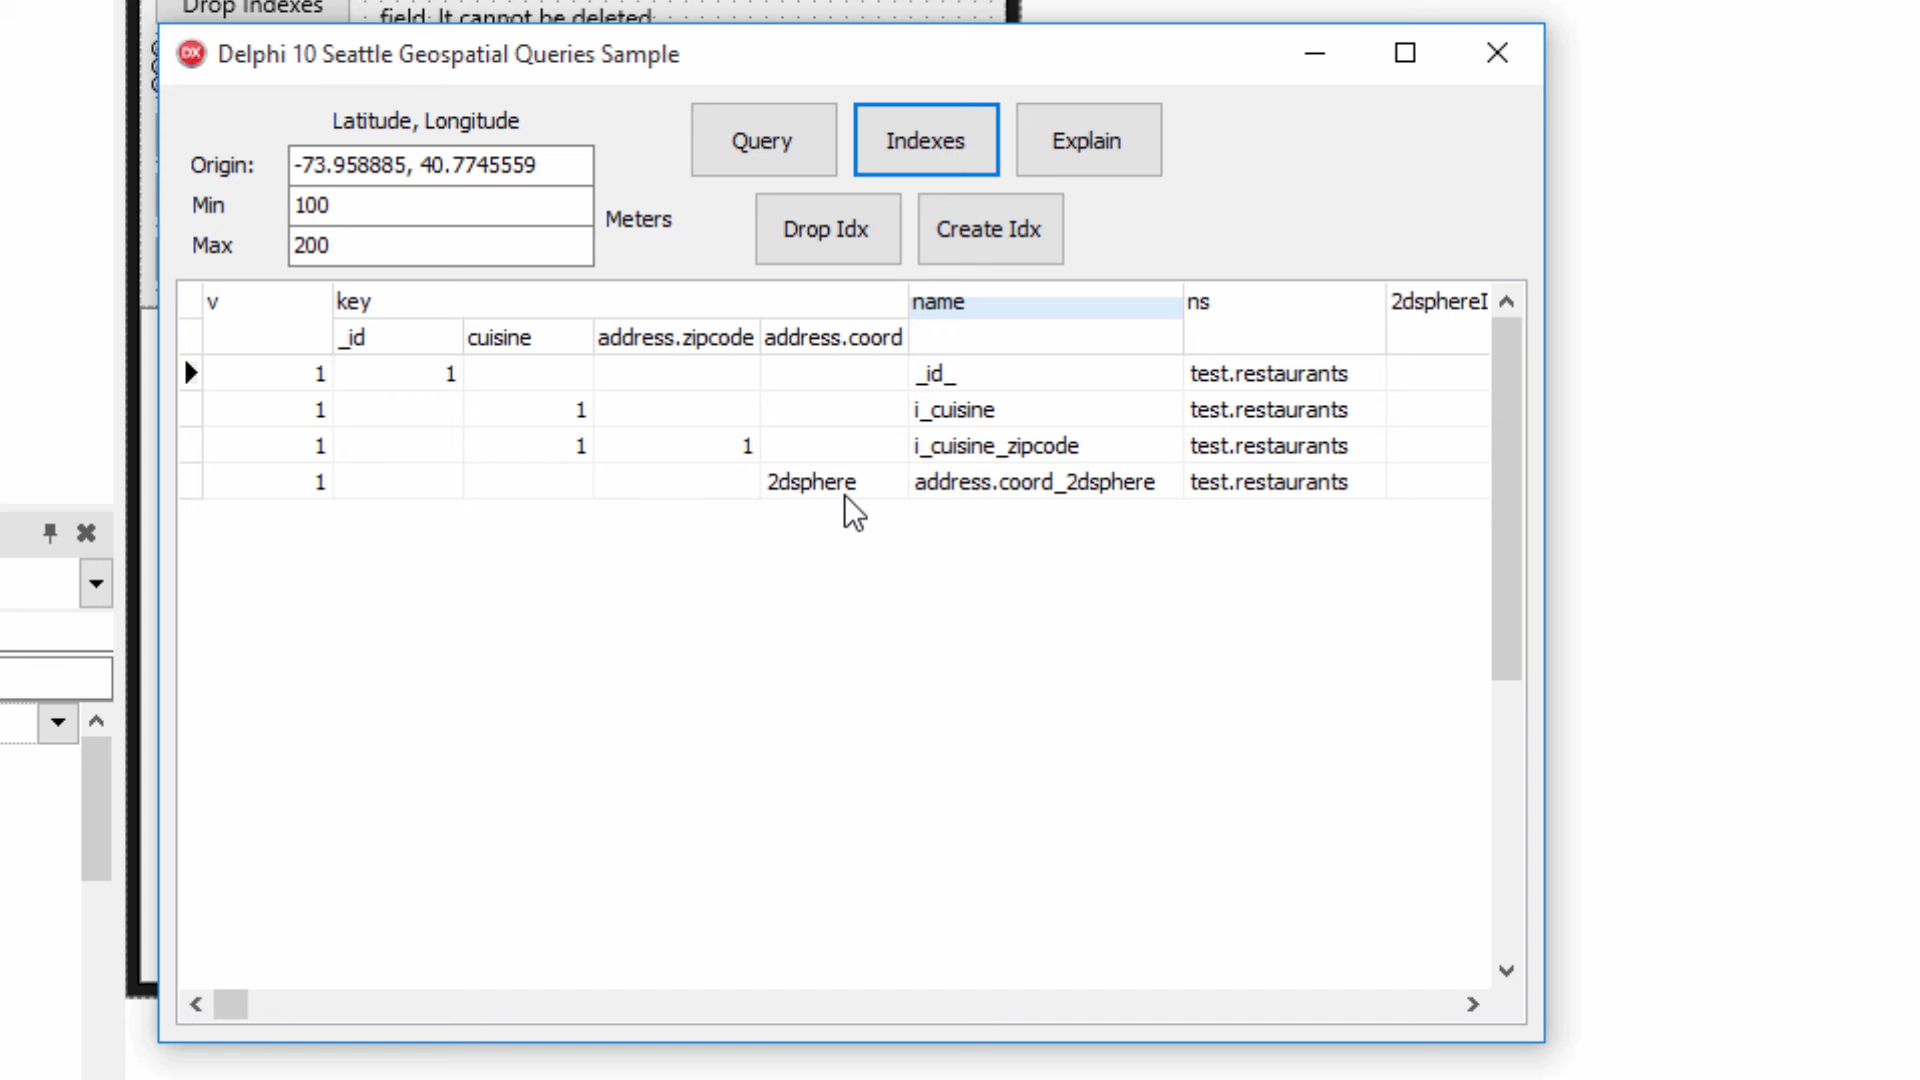 Drop Indexes
field. It cannot be deleted
Delphi 10 Seattle Geospatial Queries Sample
Latitude, Longitude
Origin: -73.958885, 40.7745559
Min 100
Max 200
Meters
Query Indexes Explain
Drop Idx Create Idx
v key name ns 2dsphereI
_id cuisine address.zipcode address.coord
1 1 _id_ test.restaurants
1 1 i_cuisine test.restaurants
1 1 1 i_cuisine_zipcode test.restaurants
1 2dsphere address.coord_2dsphere test.restaurants